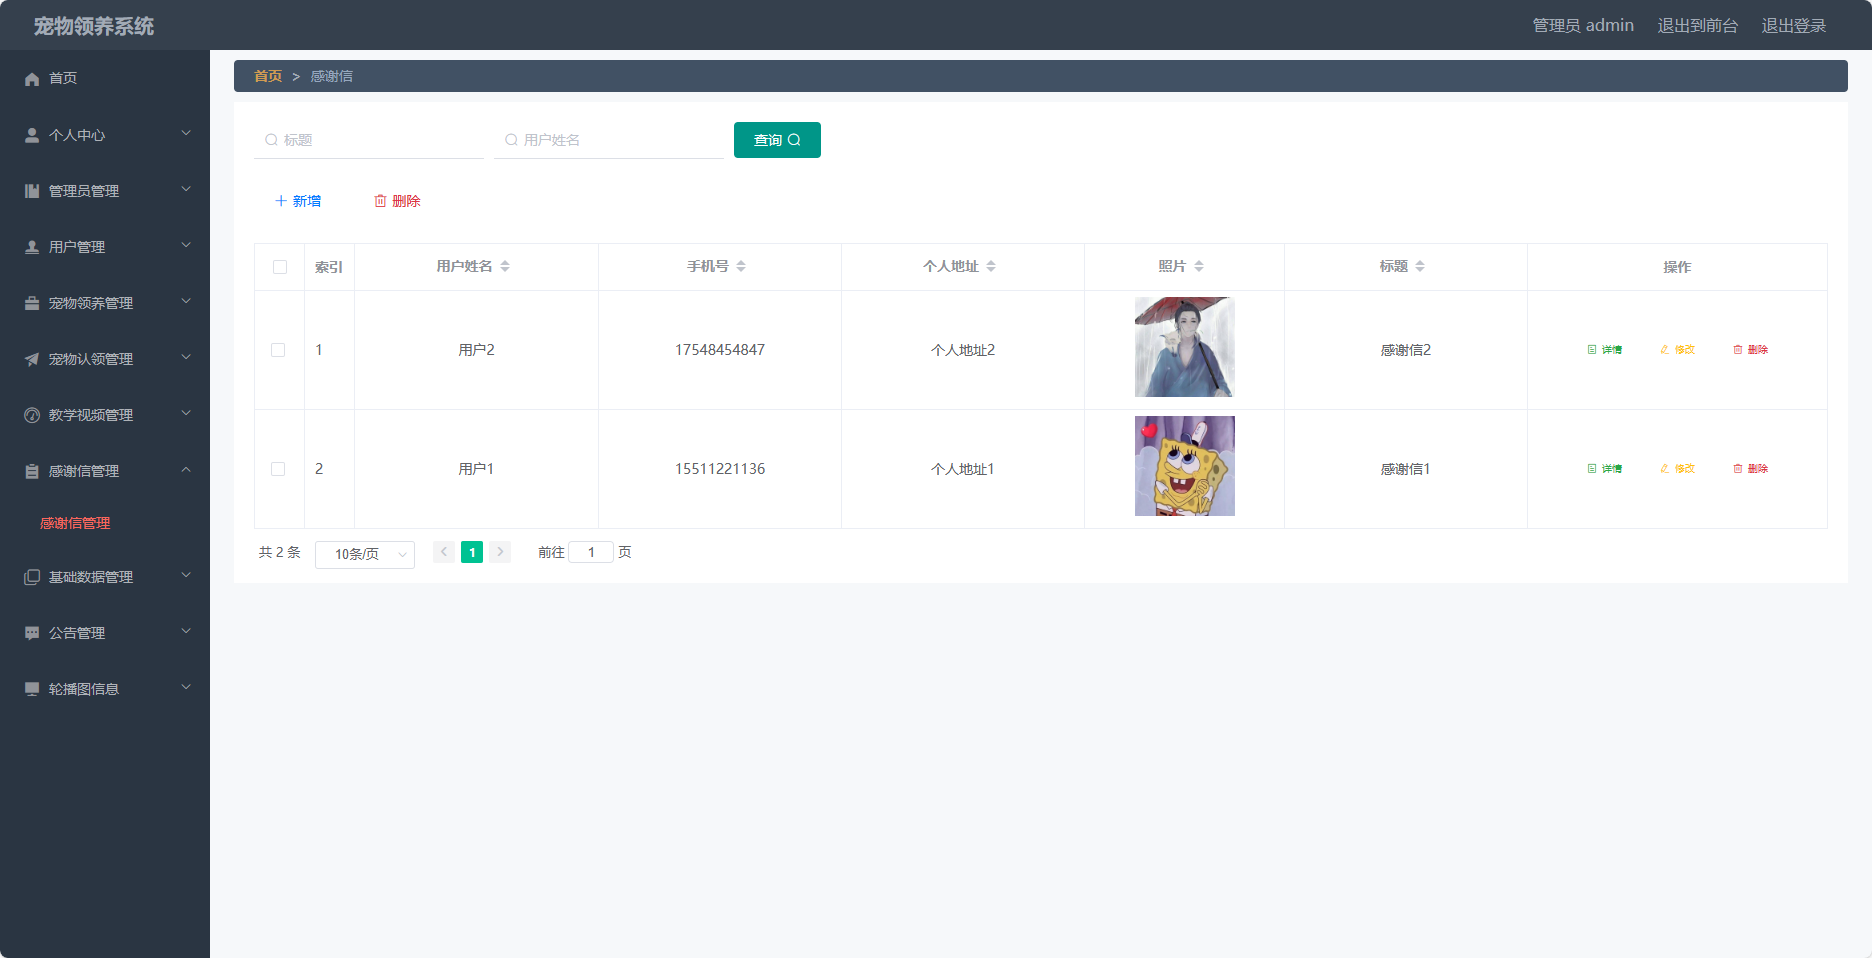 宠物领养系统
管理员 admin 退出到前台 退出登录
首页
个人中心
管理员管理
用户管理
宠物领养管理
宠物认领管理
教学视频管理
感谢信管理
感谢信管理
基础数据管理
公告管理
轮播图信息
首页 > 感谢信
标题 用户姓名 查询
新增 删除
索引 用户姓名 手机号 个人地址 照片 标题 操作
1 用户2 17548454847 个人地址2 感谢信2 详情 修改 删除
2 用户1 15511221136 个人地址1 感谢信1 详情 修改 删除
共 2 条 10条/页 1 前往 1 页